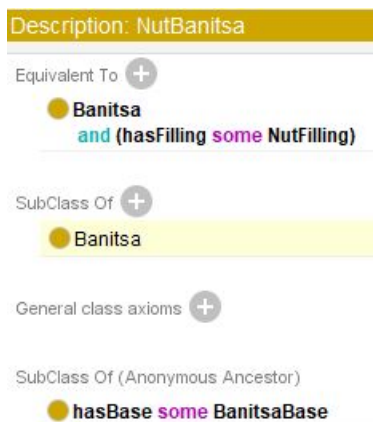 Description: NutBanitsa
Equivalent To
Banitsa
and (hasFilling some NutFilling)
SubClass Of
Banitsa
General class axioms
SubClass Of (Anonymous Ancestor)
hasBase some BanitsaBase